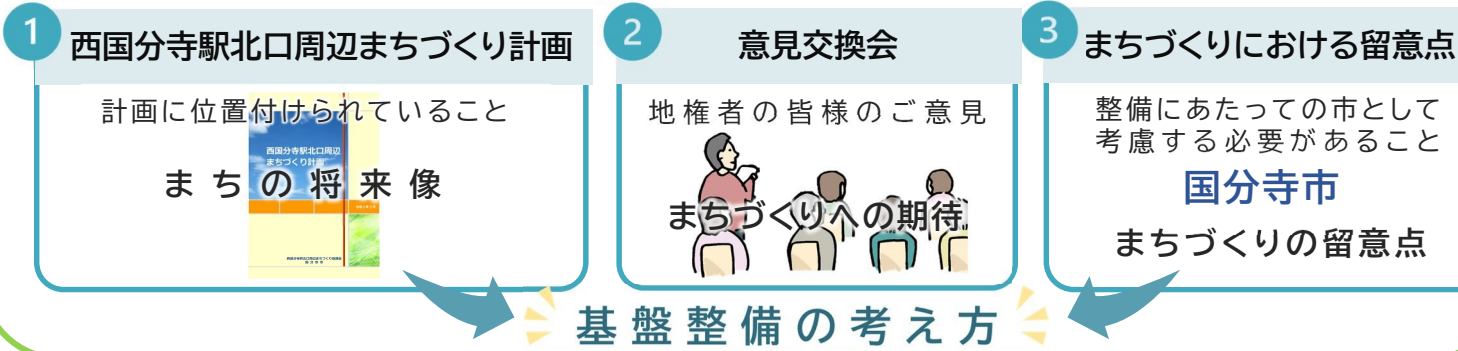 1
西国分寺駅北口周辺まちづくり計画
計画に位置付けられていること
西国分寺駅北口周辺
まちづくり計画
まちの将来像
2
意見交換会
地権者の皆様のご意見
まちづくりへの期待
3
まちづくりにおける留意点
整備にあたっての市として
考慮する必要があること
国分寺市
まちづくりの留意点
基盤整備の考え方